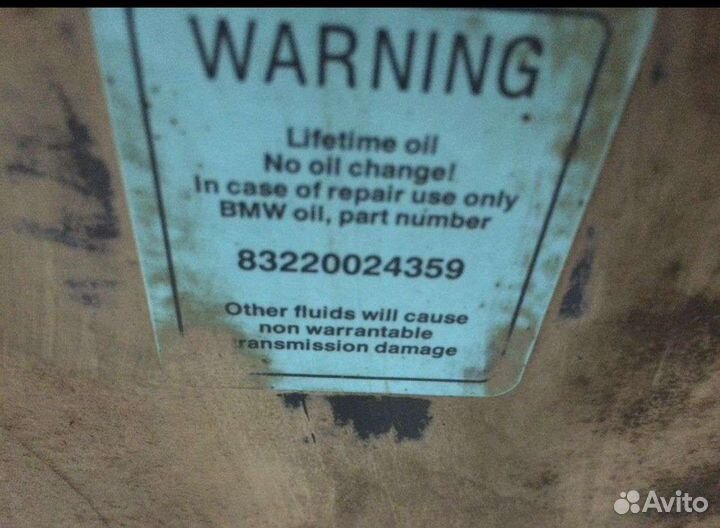 WARNING
Lifetime oil
No oil change!
In case of repair use only
BMW oil, part number
83220024359
Other fluids will cause
non warrantable
ransmission damage
Avito